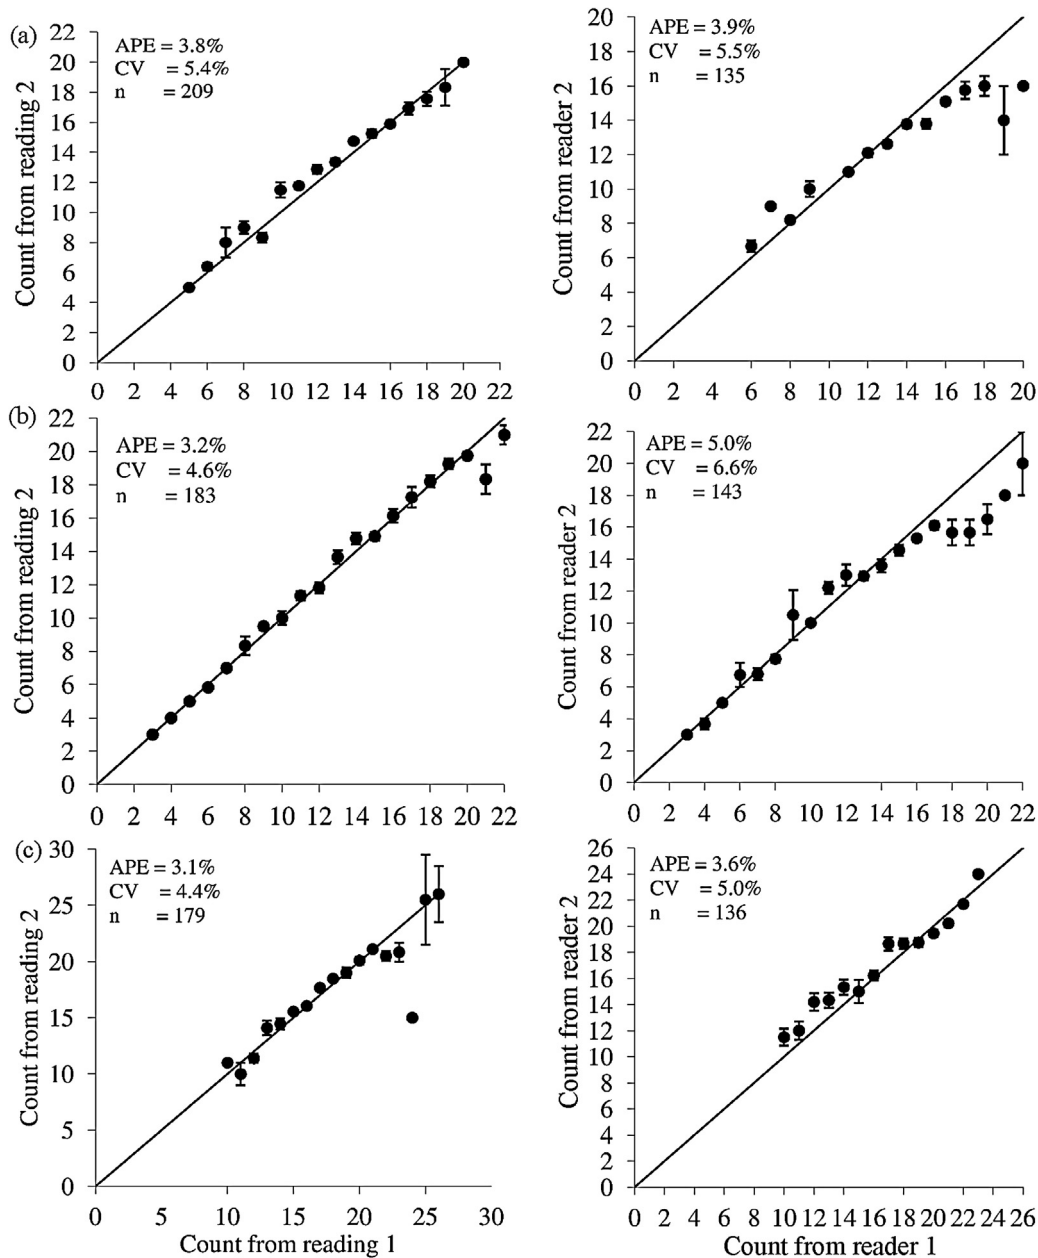 (a)
APE = 3.8%
CV = 5.4%
n = 209
Count from reading 2
22
20
18
16
14
12
10
8
6
4
2
0
0 2 4 6 8 10 12 14 16 18 20 22
APE = 3.9%
CV = 5.5%
n = 135
Count from reader 2
20
18
16
14
12
10
8
6
4
2
0
0 2 4 6 8 10 12 14 16 18 20
(b)
APE = 3.2%
CV = 4.6%
n = 183
Count from reading 2
22
20
18
16
14
12
10
8
6
4
2
0
0 2 4 6 8 10 12 14 16 18 20 22
APE = 5.0%
CV = 6.6%
n = 143
Count from reader 2
22
20
18
16
14
12
10
8
6
4
2
0
0 2 4 6 8 10 12 14 16 18 20 22
(c)
APE = 3.1%
CV = 4.4%
n = 179
Count from reading 2
30
25
20
15
10
5
0
0 5 10 15 20 25 30
Count from reading 1
APE = 3.6%
CV = 5.0%
n = 136
Count from reader 2
26
24
22
20
18
16
14
12
10
8
6
4
2
0
0 2 4 6 8 10 12 14 16 18 20 22 24 26
Count from reader 1